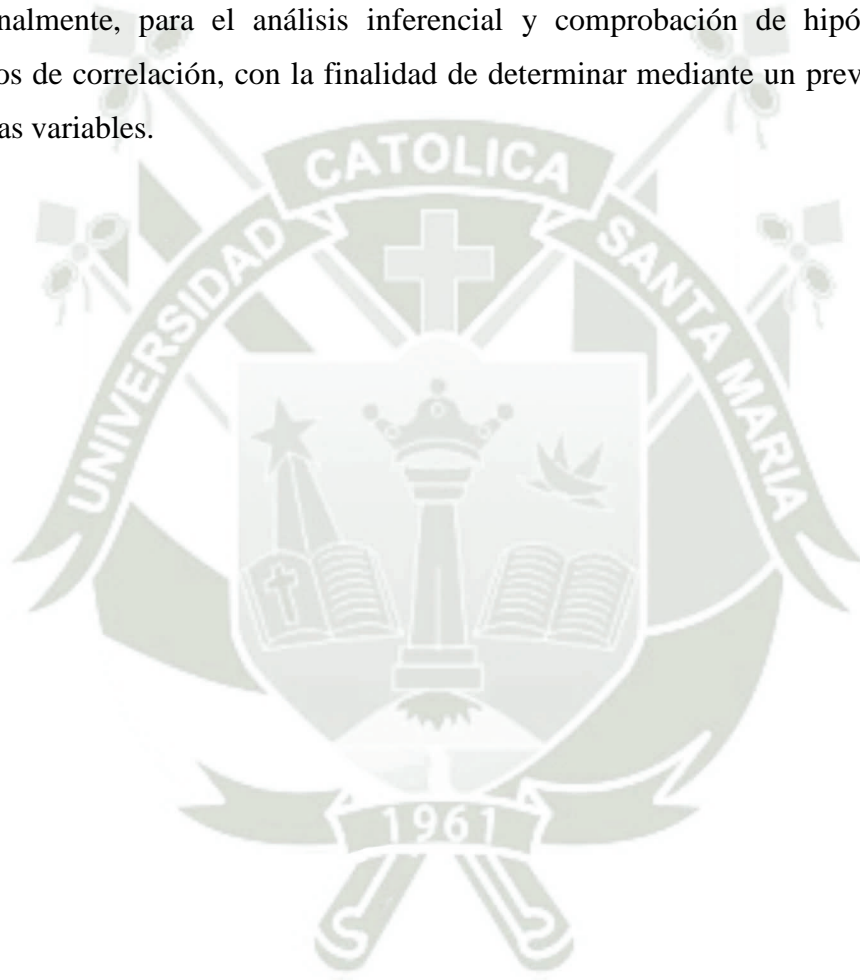 nalmente, para el análisis inferencial y comprobación de hipó
os de correlación, con la finalidad de determinar mediante un prev
as variables.
UNIVERSIDAD CATOLICA SANTA MARIA
1961